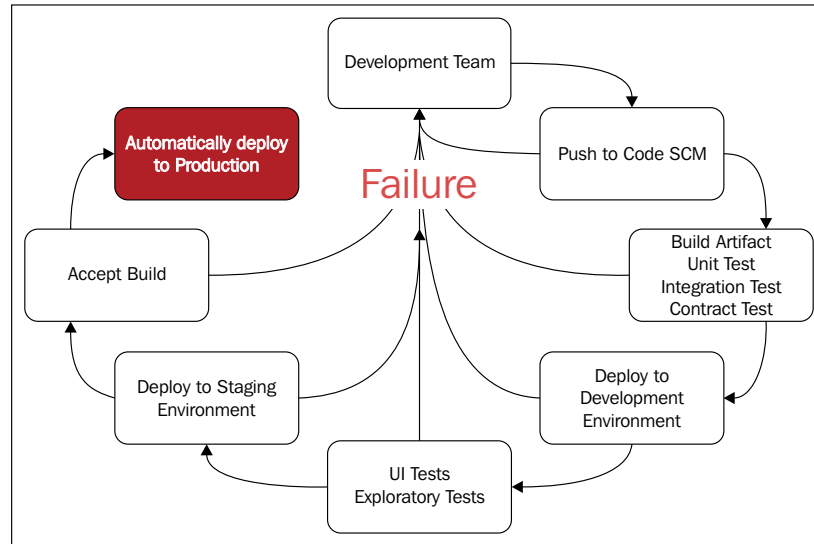 Development Team
Automatically deploy
to Production
Push to Code SCM
Failure
Accept Build
Build Artifact
Unit Test
Integration Test
Contract Test
Deploy to Staging
Environment
Deploy to
Development
Environment
UI Tests
Exploratory Tests